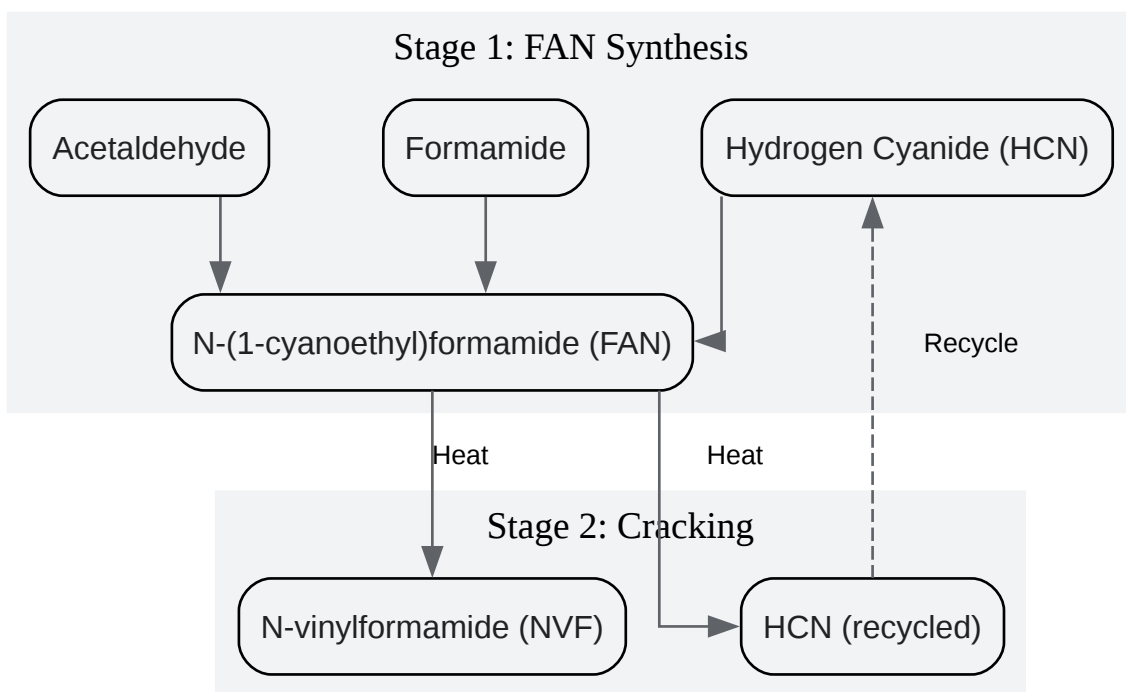 Stage 1: FAN Synthesis
Acetaldehyde
Formamide
Hydrogen Cyanide (HCN)
N-(1-cyanoethyl)formamide (FAN)
Recycle
Heat
Heat
Stage 2: Cracking
N-vinylformamide (NVF)
HCN (recycled)